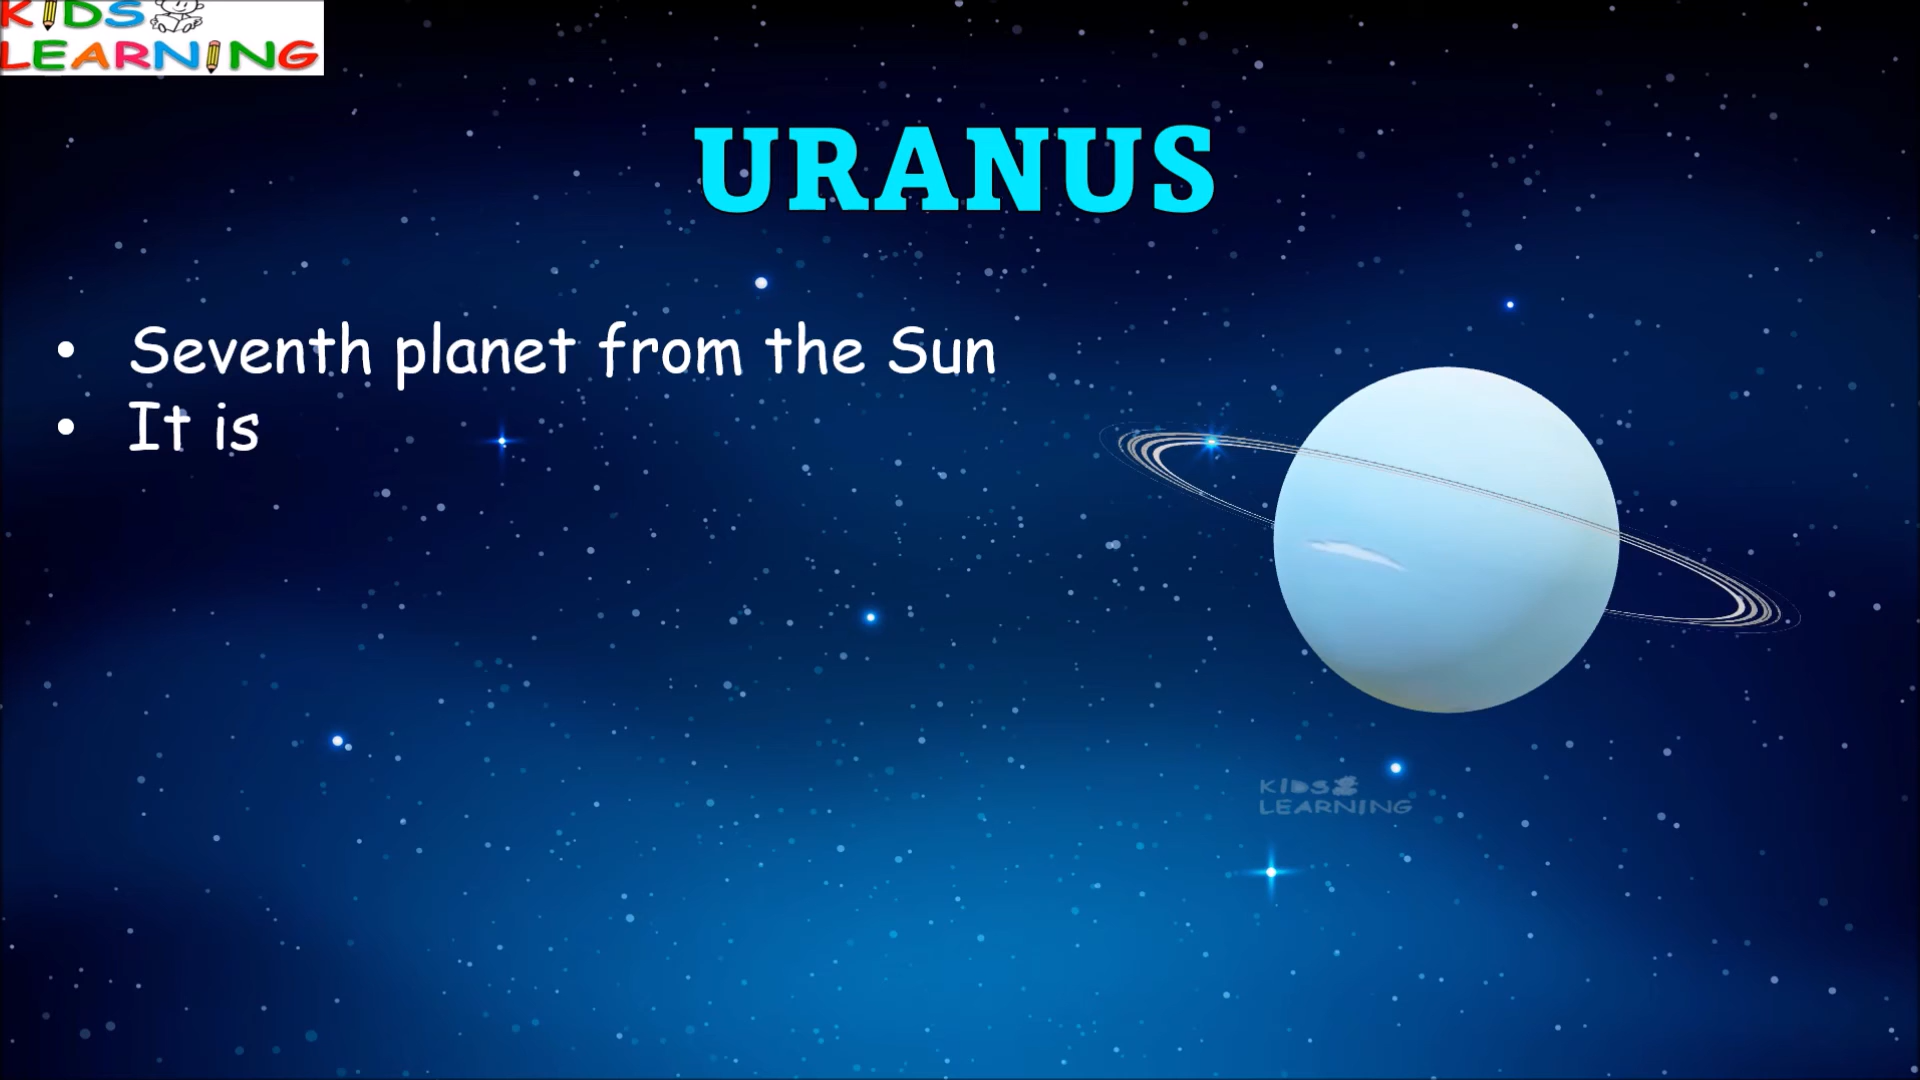 KIDS
LEARNING
URANUS
• Seventh planet from the Sun
• It is
KIDS
LEARNING